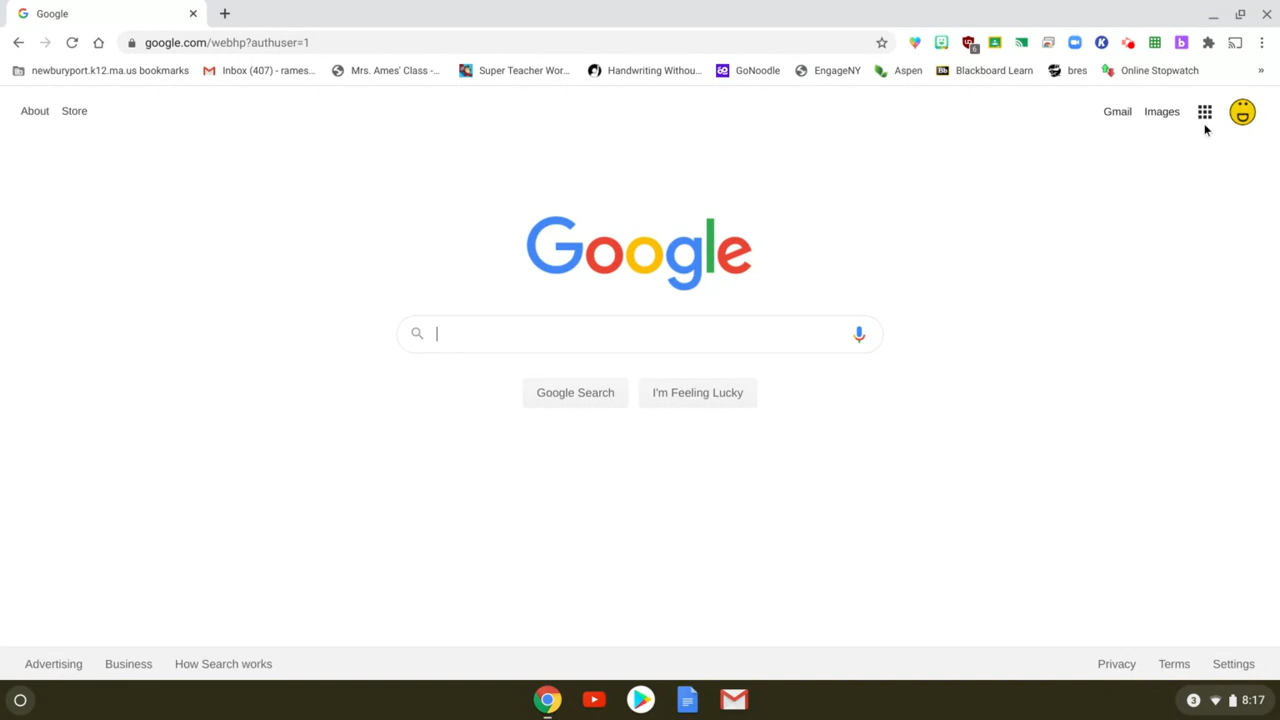 Google
google.com/webhp?authuser=1
6
newburyport.k12.ma.us bookmarks
Inbox (407) - rames...
Mrs. Ames' Class -...
Super Teacher Wor...
Handwriting Withou...
GoNoodle
EngageNY
Bb
Blackboard Learn
Aspen
bres
Online Stopwatch
»
About
Store
Gmail
Images
Google
Google Search
I'm Feeling Lucky
Advertising
Business
How Search works
Privacy
Terms
Settings
3
8:17